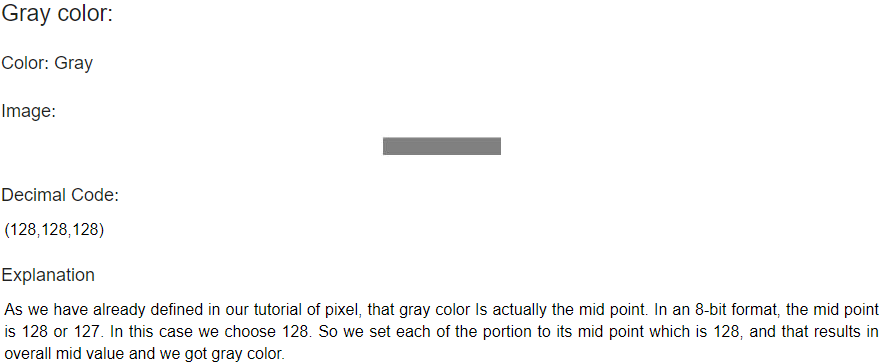 Gray color:
Color: Gray
Image:
Decimal Code:
(128,128,128)
Explanation
As we have already defined in our tutorial of pixel, that gray color Is actually the mid point. In an 8-bit format, the mid point
is 128 or 127. In this case we choose 128. So we set each of the portion to its mid point which is 128, and that results in
overall mid value and we got gray color.